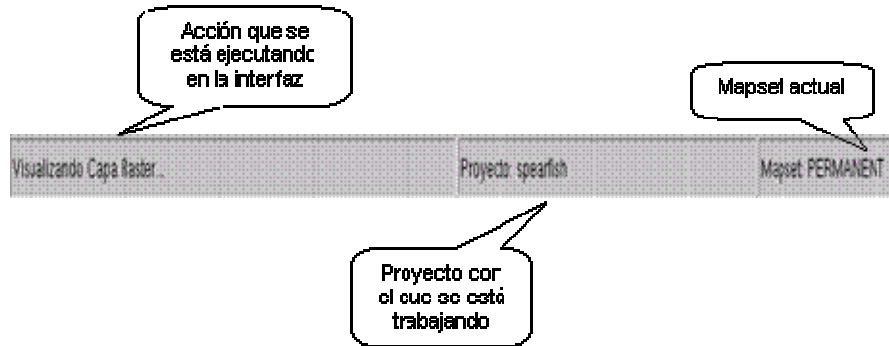 Acción que se
está ejecutando
en la interfaz
Mapset actual
Visualizando Capa Raster...
Proyecto: spearfish
Mapset: PERMANENT
Proyecto con
el que se está
trabajando